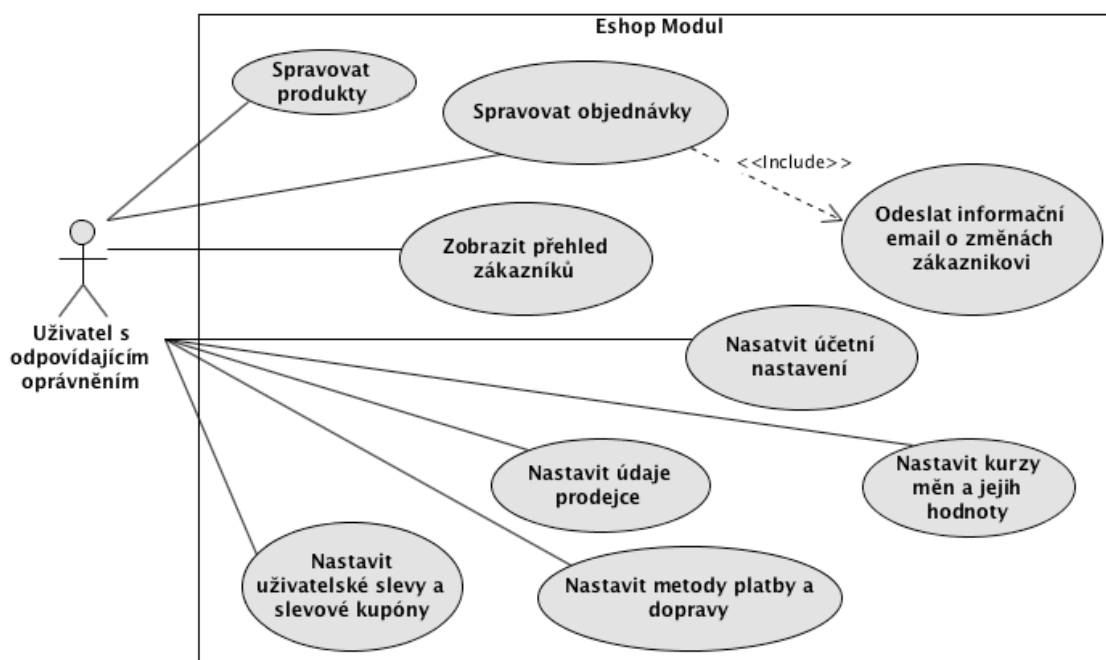 Eshop Modul
Spravovat
produkty
Spravovat objednávky
<<Include>>
Odeslat informační
email o změnách
zákaznikovi
Zobrazit přehled
zákazníků
Uživatel s
odpovídajícím
oprávněním
Nasatvit účetní
nastavení
Nastavit údaje
prodejce
Nastavit kurzy
měn a jejih
hodnoty
Nastavit
uživatelské slevy a
slevové kupóny
Nastavit metody platby a
dopravy